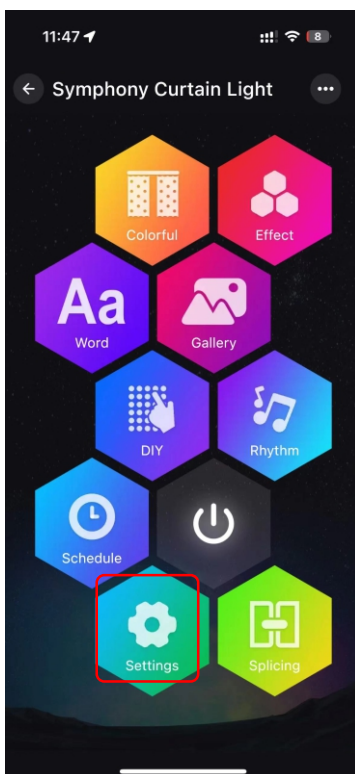 11:47
8
Symphony Curtain Light
Colorful
Effect
Aa
Word
Gallery
DIY
Rhythm
Schedule
Settings
Splicing